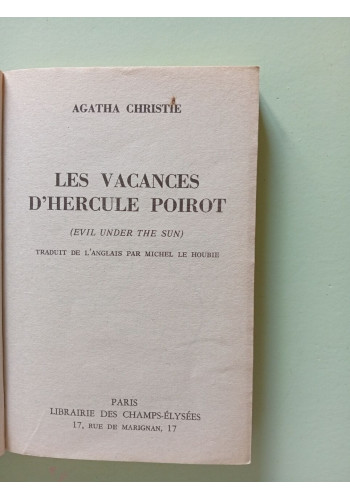 AGATHA CHRISTIE
LES VACANCES
D'HERCULE POIROT
(EVIL UNDER THE SUN)
TRADUIT DE L'ANGLAIS PAR MICHEL LE HOUBIE
PARIS
LIBRAIRIE DES CHAMPS-ÉLYSÉES
17, RUE DE MARIGNAN, 17